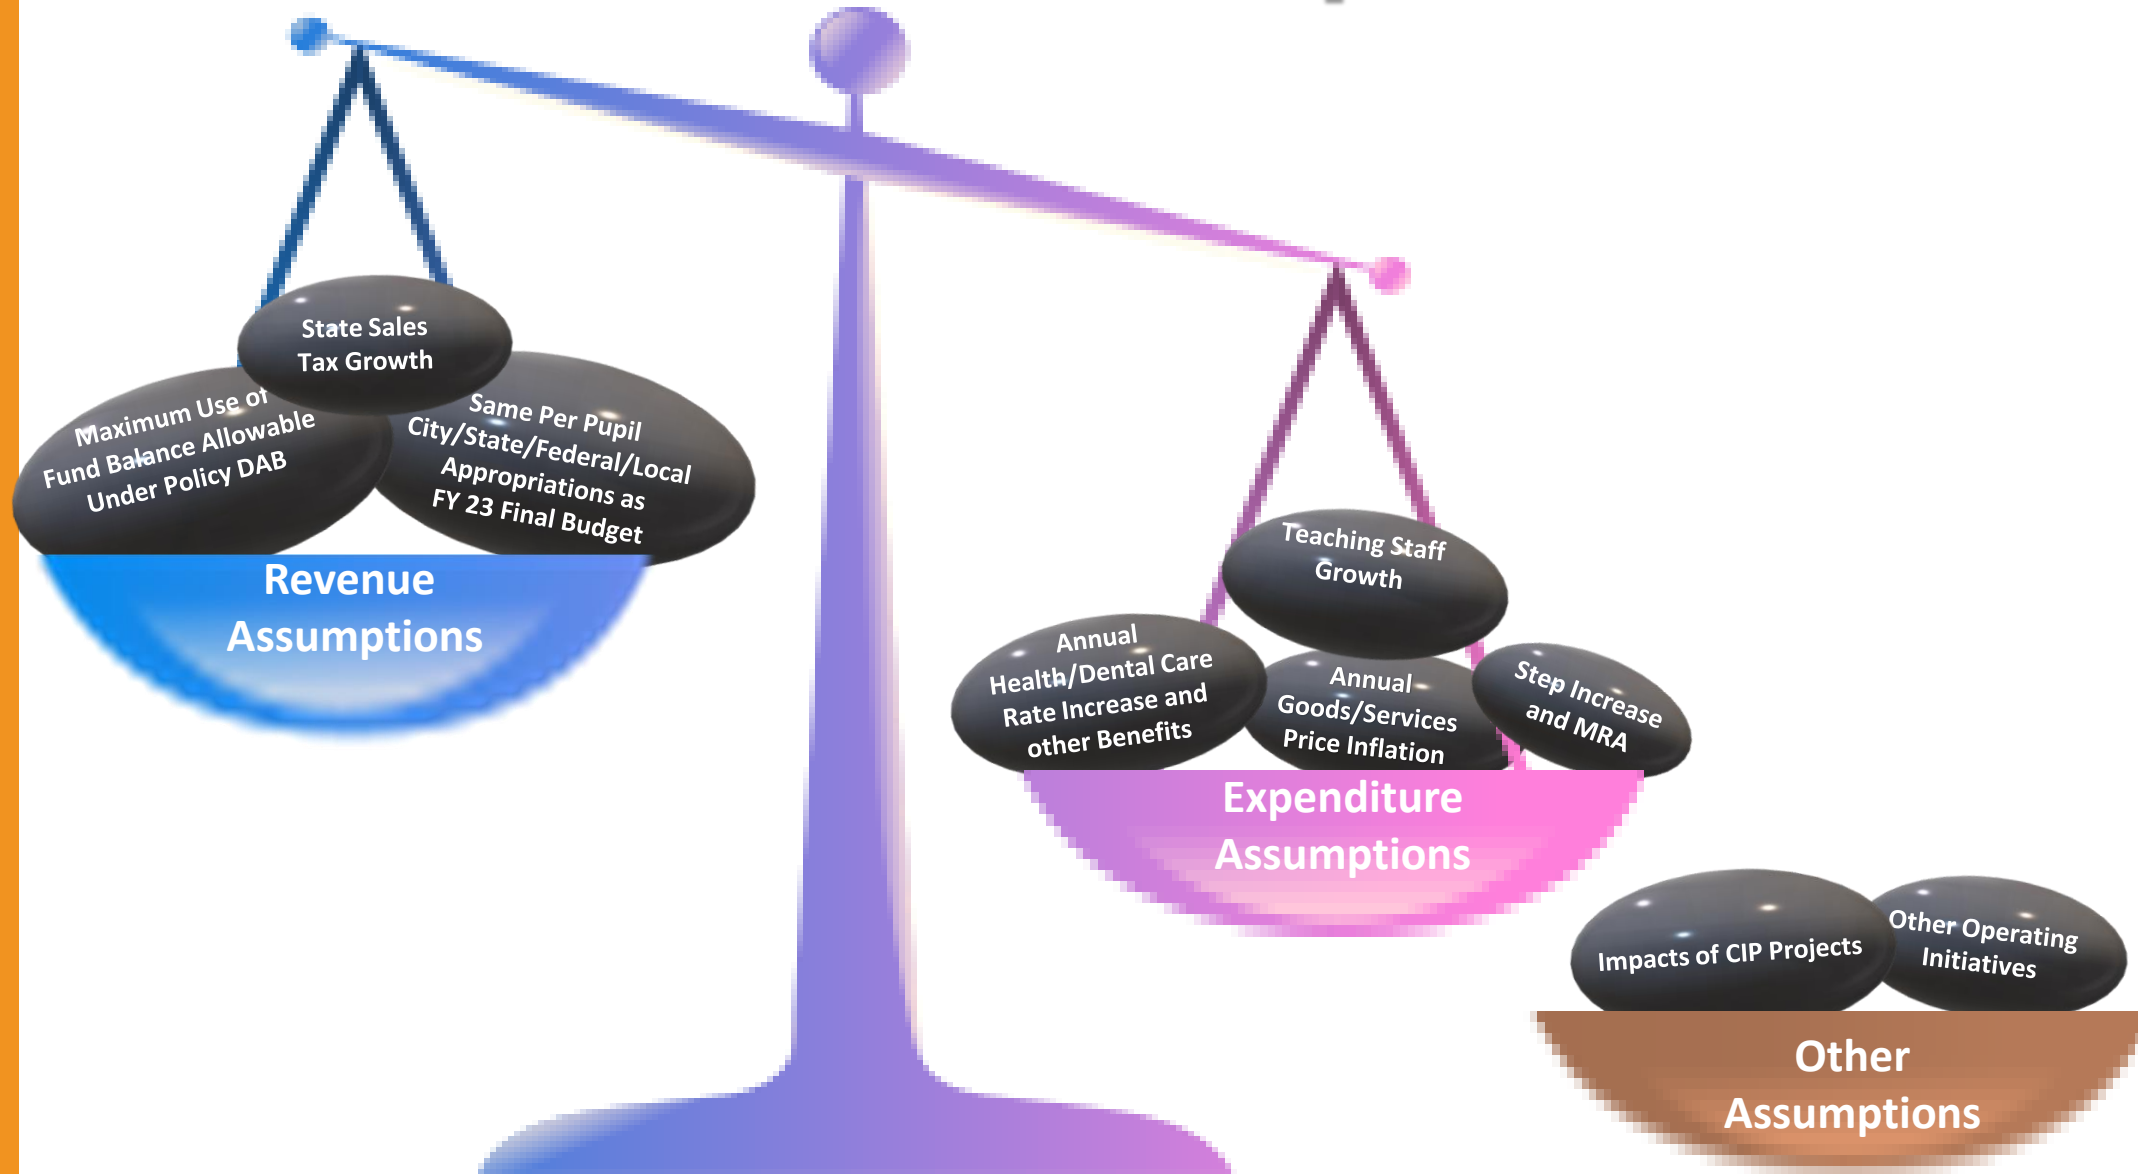 State Sales
Tax Growth
Maximum Use of
Fund Balance Allowable
Under Policy DAB
Same Per Pupil
City/State/Federal/Local
Appropriations as
FY 23 Final Budget
Revenue
Assumptions
Teaching Staff
Growth
Annual
Health/Dental Care
Rate Increase and
other Benefits
Annual
Goods/Services
Price Inflation
Step Increase
and MRA
Expenditure
Assumptions
Impacts of CIP Projects
Other Operating
Initiatives
Other
Assumptions